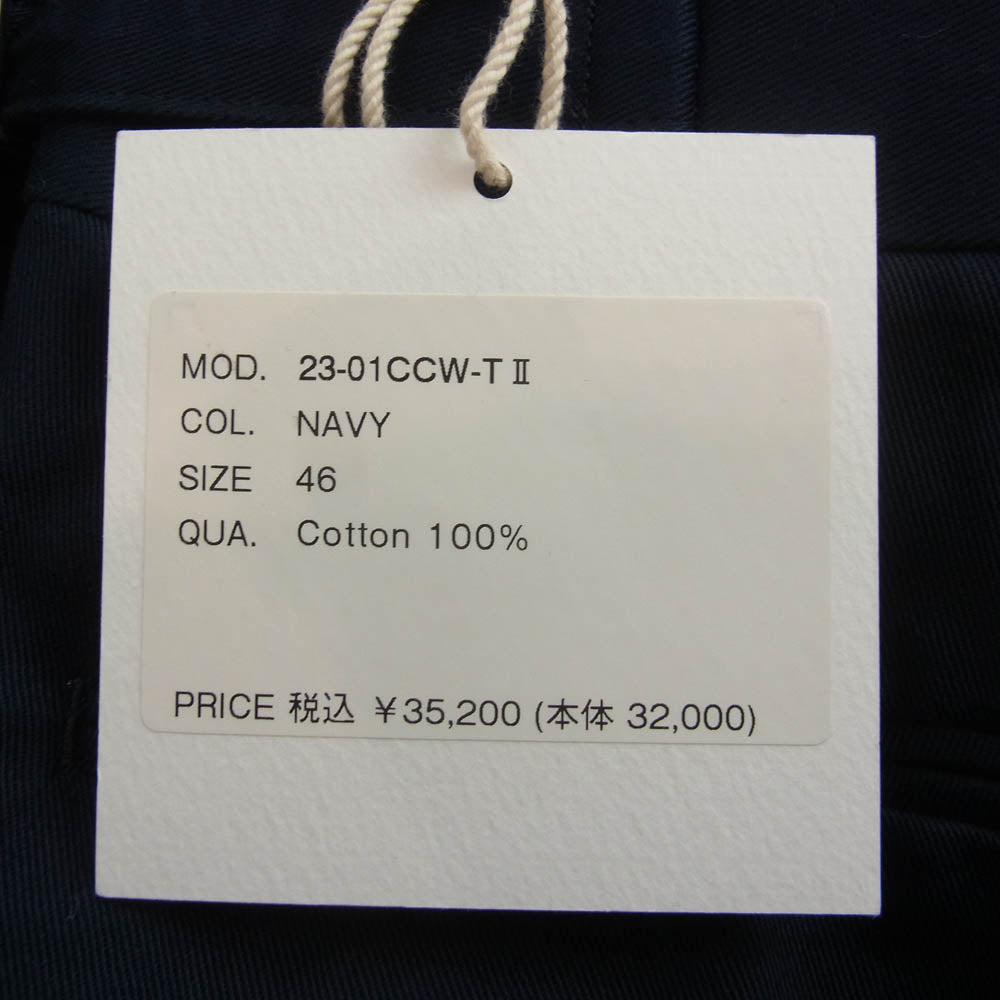 MOD. 23-01CCW-TⅡ
COL. NAVY
SIZE 46
QUA. Cotton 100%
PRICE 税込 ￥35,200 (本体 32,000)